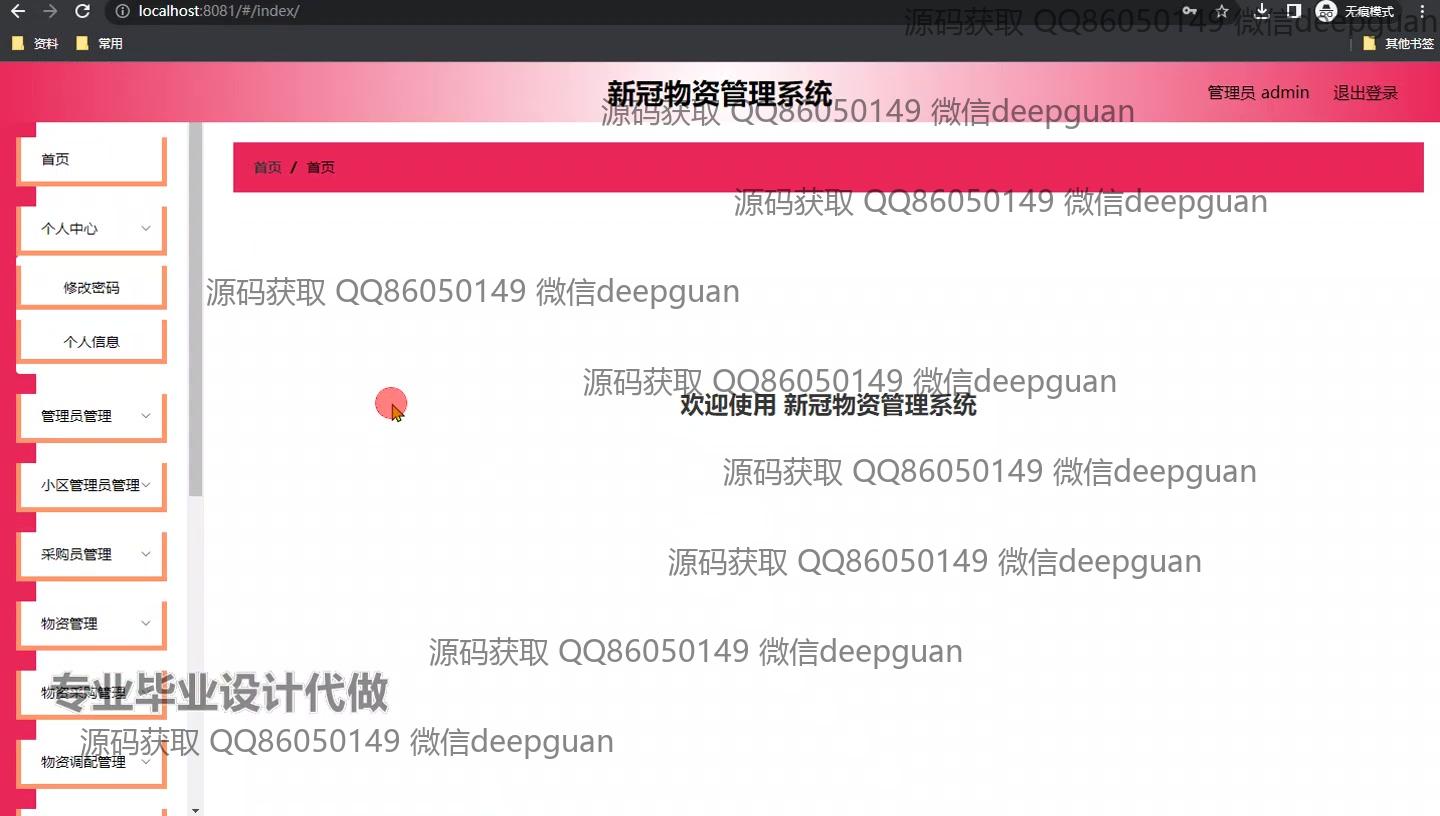 localhost:8081/#/index/
无痕模式
源码获取 QQ86050149 微信deepguan
资料
常用
其他书签
新冠物资管理系统
管理员 admin
退出登录
源码获取 QQ86050149 微信deepguan
首页
首页 / 首页
源码获取 QQ86050149 微信deepguan
个人中心
修改密码
源码获取 QQ86050149 微信deepguan
个人信息
源码获取 QQ86050149 微信deepguan
欢迎使用 新冠物资管理系统
管理员管理
源码获取 QQ86050149 微信deepguan
小区管理员管理
采购员管理
源码获取 QQ86050149 微信deepguan
物资管理
源码获取 QQ86050149 微信deepguan
物资采购管理
专业毕业设计代做
源码获取 QQ86050149 微信deepguan
物资调配管理